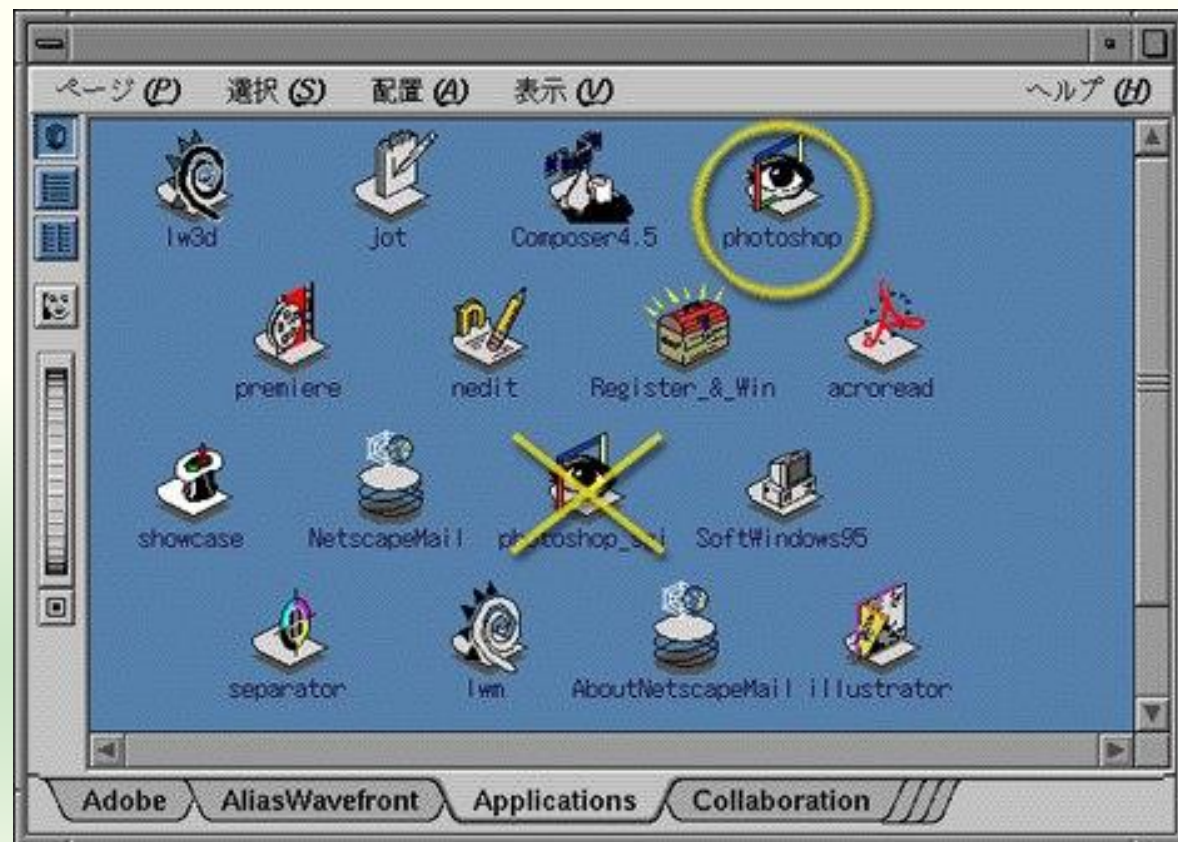 ページ (P) 選択 (S) 配置 (A) 表示 (V) ヘルプ (H)
lw3d jot Composer4.5 photoshop
premiere nedit Register_&_Win acroread
showcase NetscapeMail photoshop_sgi SoftWindows95
separator lwm AboutNetscapeMail illustrator
Adobe AliasWavefront Applications Collaboration